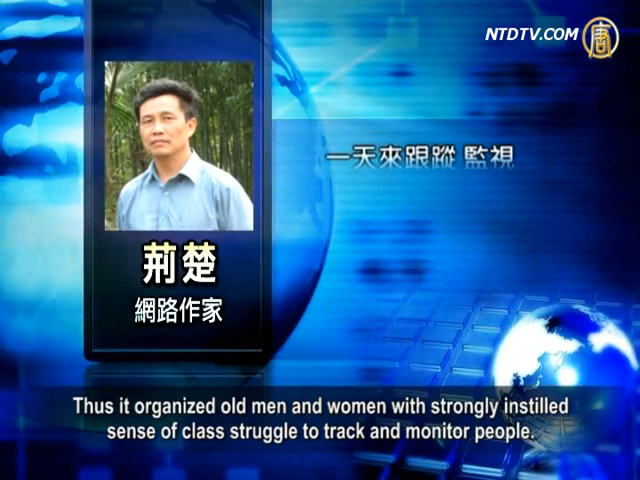 NTDTV.COM
唐
一天來跟蹤 監視
荊楚
網路作家
Thus it organized old men and women with strongly instilled
sense of class struggle to track and monitor people.